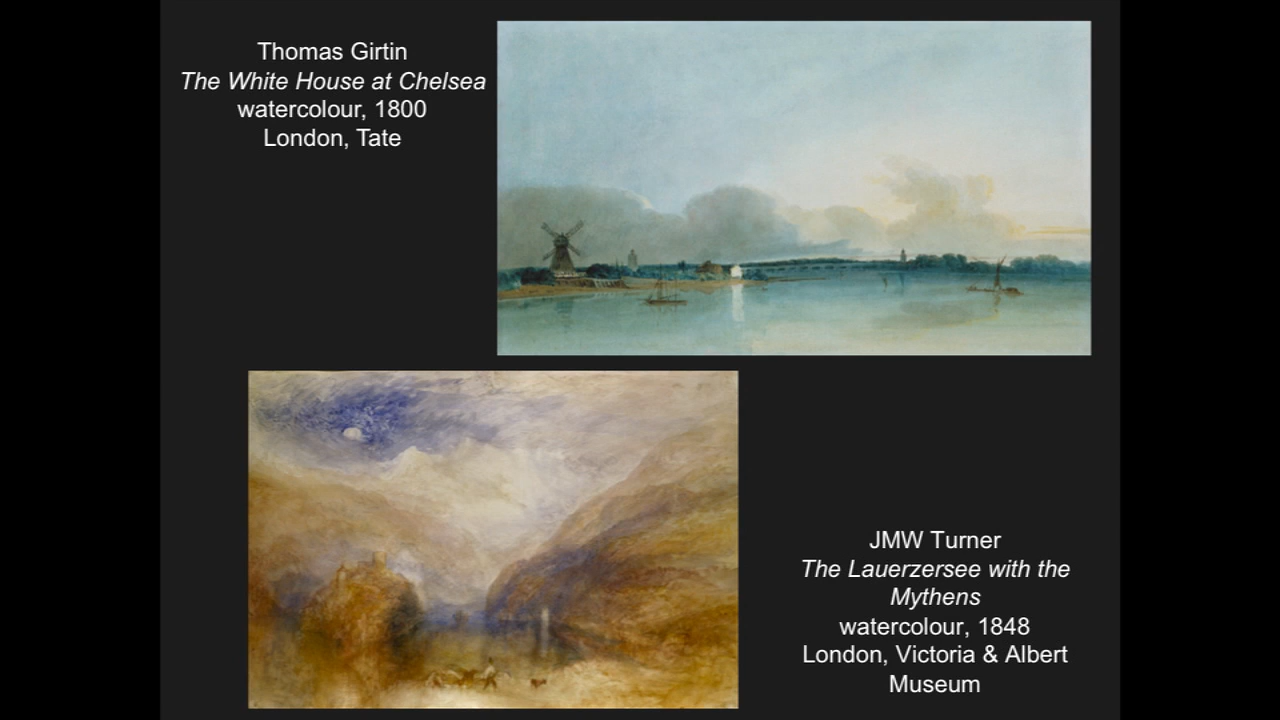 Thomas Girtin
The White House at Chelsea
watercolour, 1800
London, Tate
JMW Turner
The Lauerzersee with the
Mythens
watercolour, 1848
London, Victoria & Albert
Museum